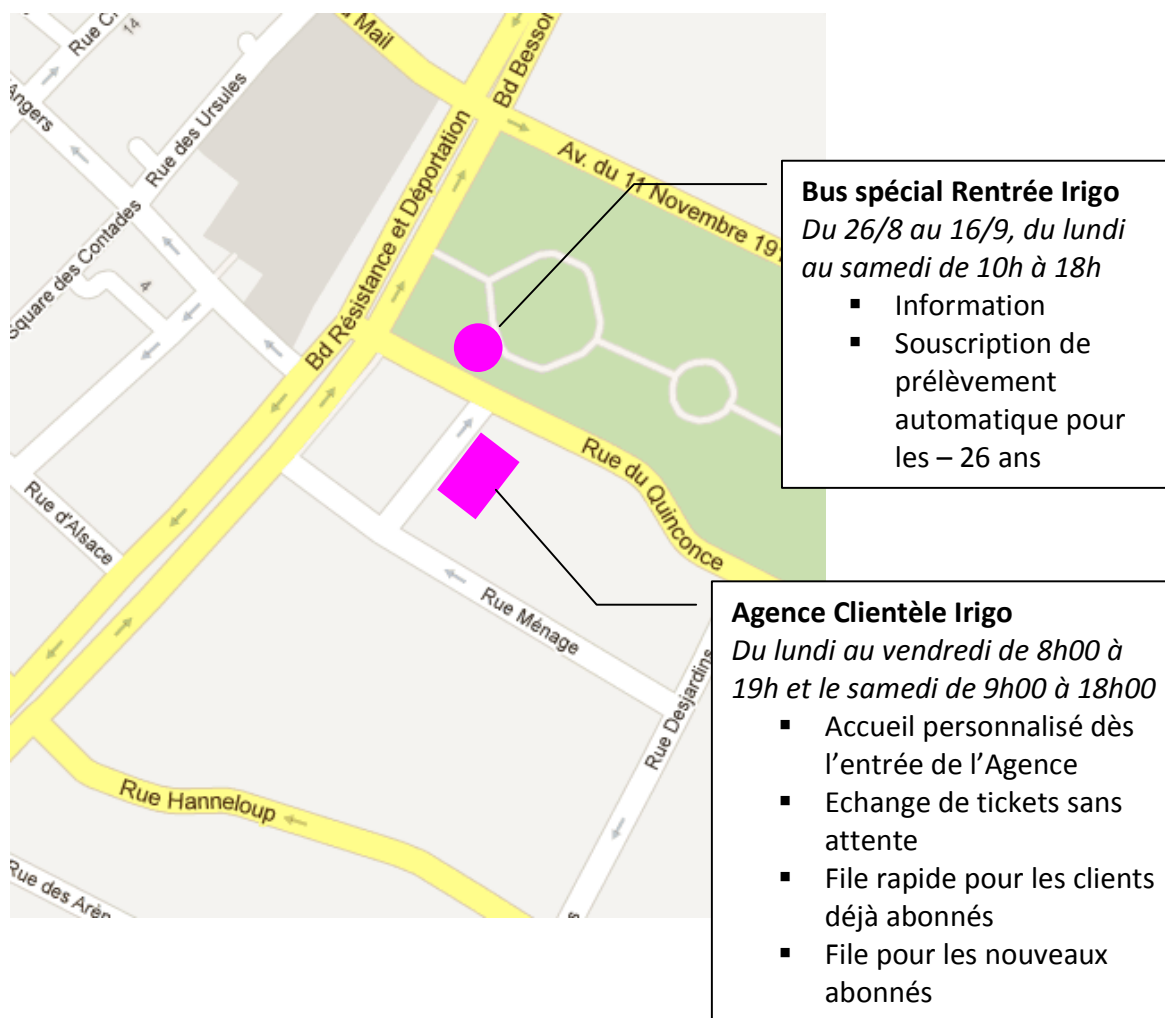 Rue C
14
u Mail
Bd Besson
d'Angers
Rue des Ursules
Bd Résistance et Déportation
Av. du 11 Novembre 191
Square des Contades
4
Rue d'Alsace
Rue du Quinconce
Rue Ménage
Rue Desjardins
Rue Hanneloup
Rue des Arèn
Bus spécial Rentrée Irigo
Du 26/8 au 16/9, du lundi
au samedi de 10h à 18h
▪ Information
▪ Souscription de
prélèvement
automatique pour
les – 26 ans
Agence Clientèle Irigo
Du lundi au vendredi de 8h00 à
19h et le samedi de 9h00 à 18h00
▪ Accueil personnalisé dès
l’entrée de l’Agence
▪ Echange de tickets sans
attente
▪ File rapide pour les clients
déjà abonnés
▪ File pour les nouveaux
abonnés